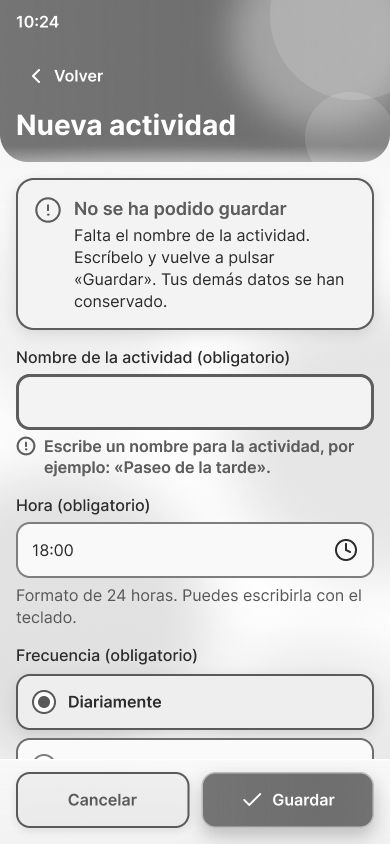 10:24
Volver
Nueva actividad
No se ha podido guardar
Falta el nombre de la actividad.
Escríbelo y vuelve a pulsar
«Guardar». Tus demás datos se han
conservado.
Nombre de la actividad (obligatorio)
Escribe un nombre para la actividad, por
ejemplo: «Paseo de la tarde».
Hora (obligatorio)
18:00
Formato de 24 horas. Puedes escribirla con el
teclado.
Frecuencia (obligatorio)
Diariamente
Cancelar
Guardar